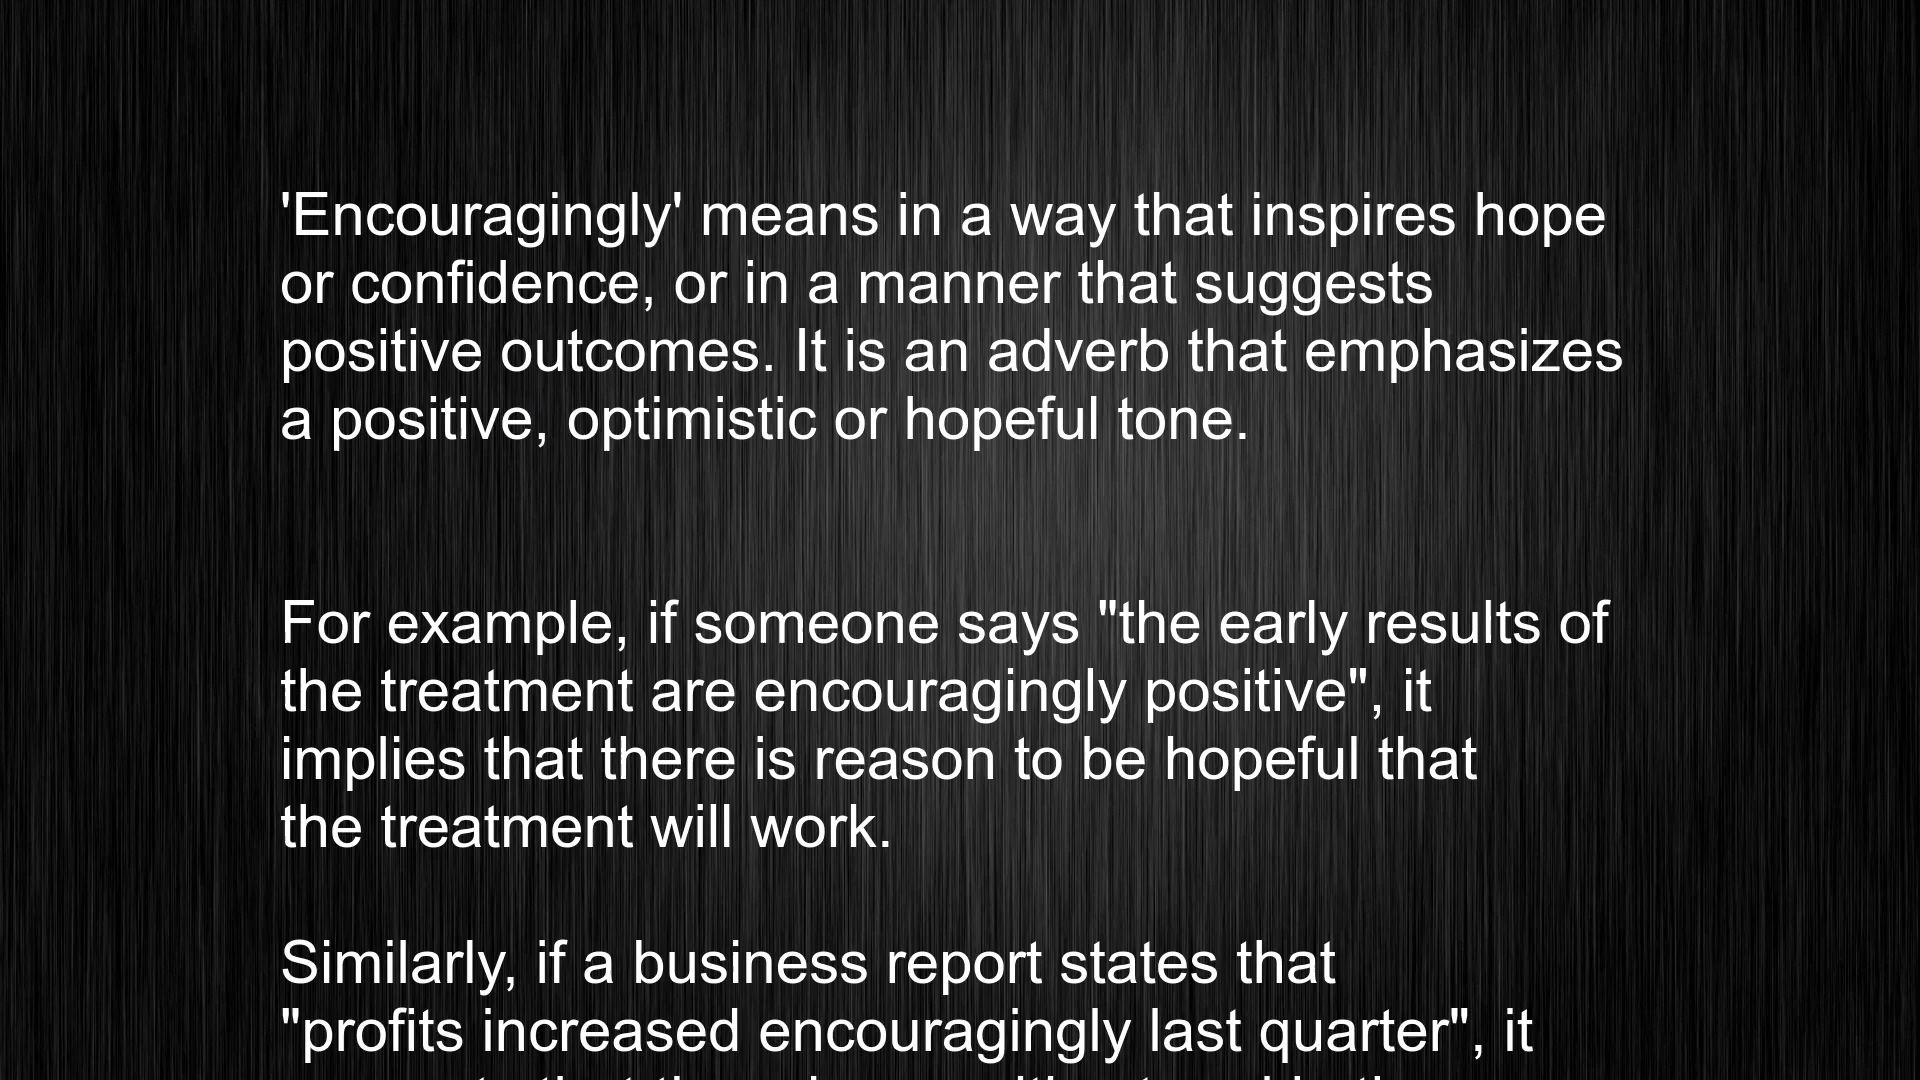 'Encouragingly' means in a way that inspires hope
or confidence, or in a manner that suggests
positive outcomes. It is an adverb that emphasizes
a positive, optimistic or hopeful tone.
For example, if someone says "the early results of
the treatment are encouragingly positive", it
implies that there is reason to be hopeful that
the treatment will work.
Similarly, if a business report states that
"profits increased encouragingly last quarter", it